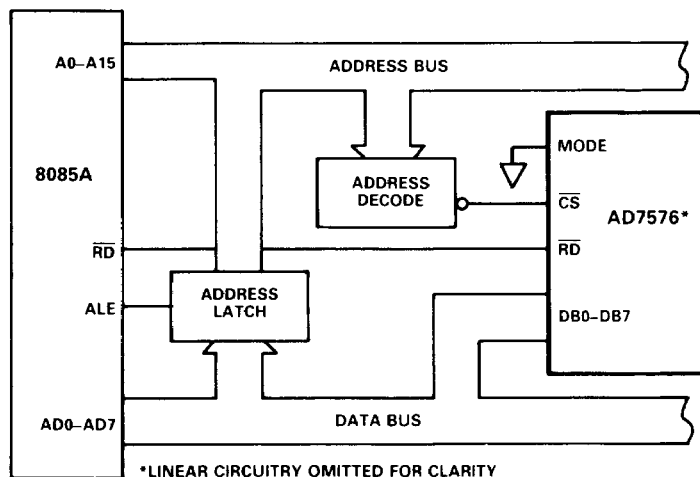 A0–A15
ADDRESS BUS
MODE
8085A
ADDRESS
DECODE
CS
AD7576*
RD
RD
ADDRESS
LATCH
ALE
DB0–DB7
AD0–AD7
DATA BUS
*LINEAR CIRCUITRY OMITTED FOR CLARITY